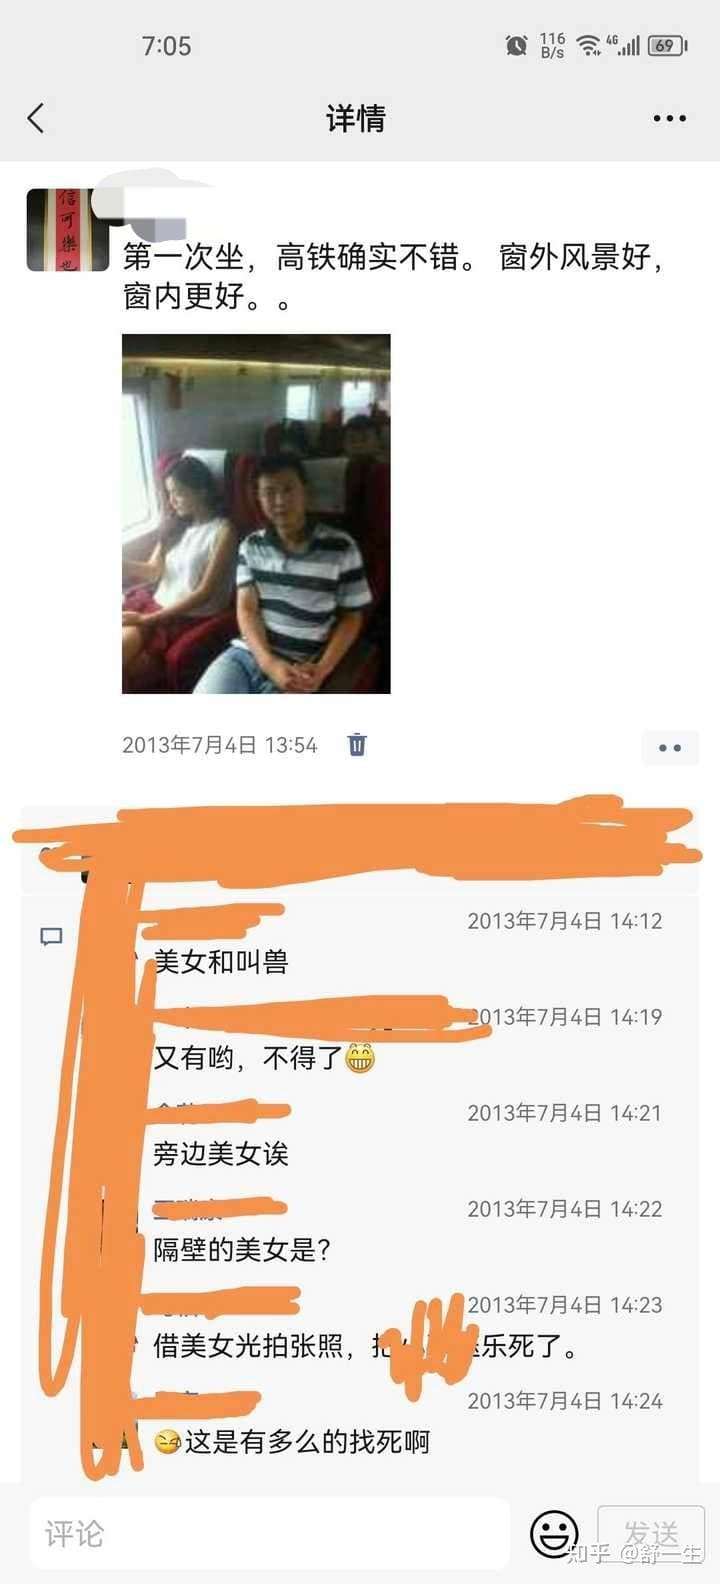 7:05
116
B/s
4G
69
详情
信可樂也
第一次坐，高铁确实不错。 窗外风景好，
窗内更好。。
2013年7月4日 13:54
2013年7月4日 14:12
美女和叫兽
2013年7月4日 14:19
又有哟，不得了😁
2013年7月4日 14:21
旁边美女诶
2013年7月4日 14:22
隔壁的美女是？
2013年7月4日 14:23
借美女光拍张照，把
乐死了。
2013年7月4日 14:24
这是有多么的找死啊
评论
发送
知乎 @舒一生